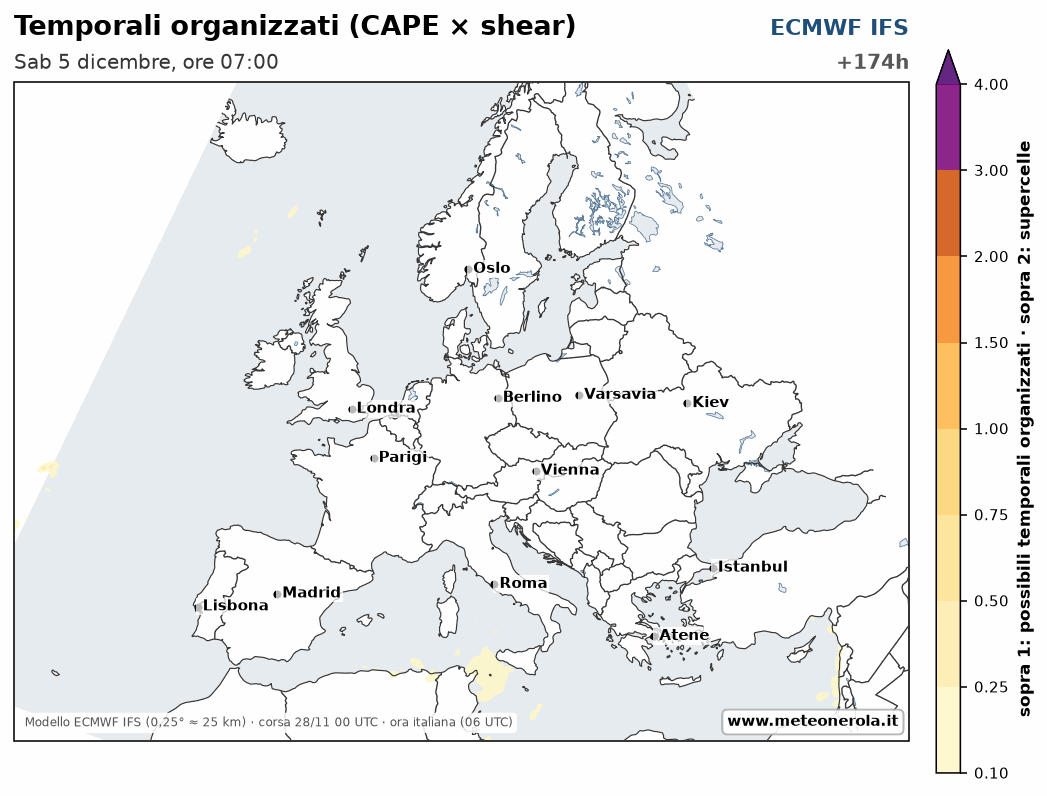 Temporali organizzati (CAPE × shear)
ECMWF IFS
Sab 5 dicembre, ore 07:00
+174h
4.00
3.00
2.00
1.50
1.00
0.75
0.50
0.25
0.10
sopra 1: possibili temporali organizzati · sopra 2: supercelle
Oslo
Londra
Berlino
Varsavia
Kiev
Parigi
Vienna
Istanbul
Madrid
Roma
Lisbona
Atene
Modello ECMWF IFS (0,25° ≈ 25 km) · corsa 28/11 00 UTC · ora italiana (06 UTC)
www.meteonerola.it